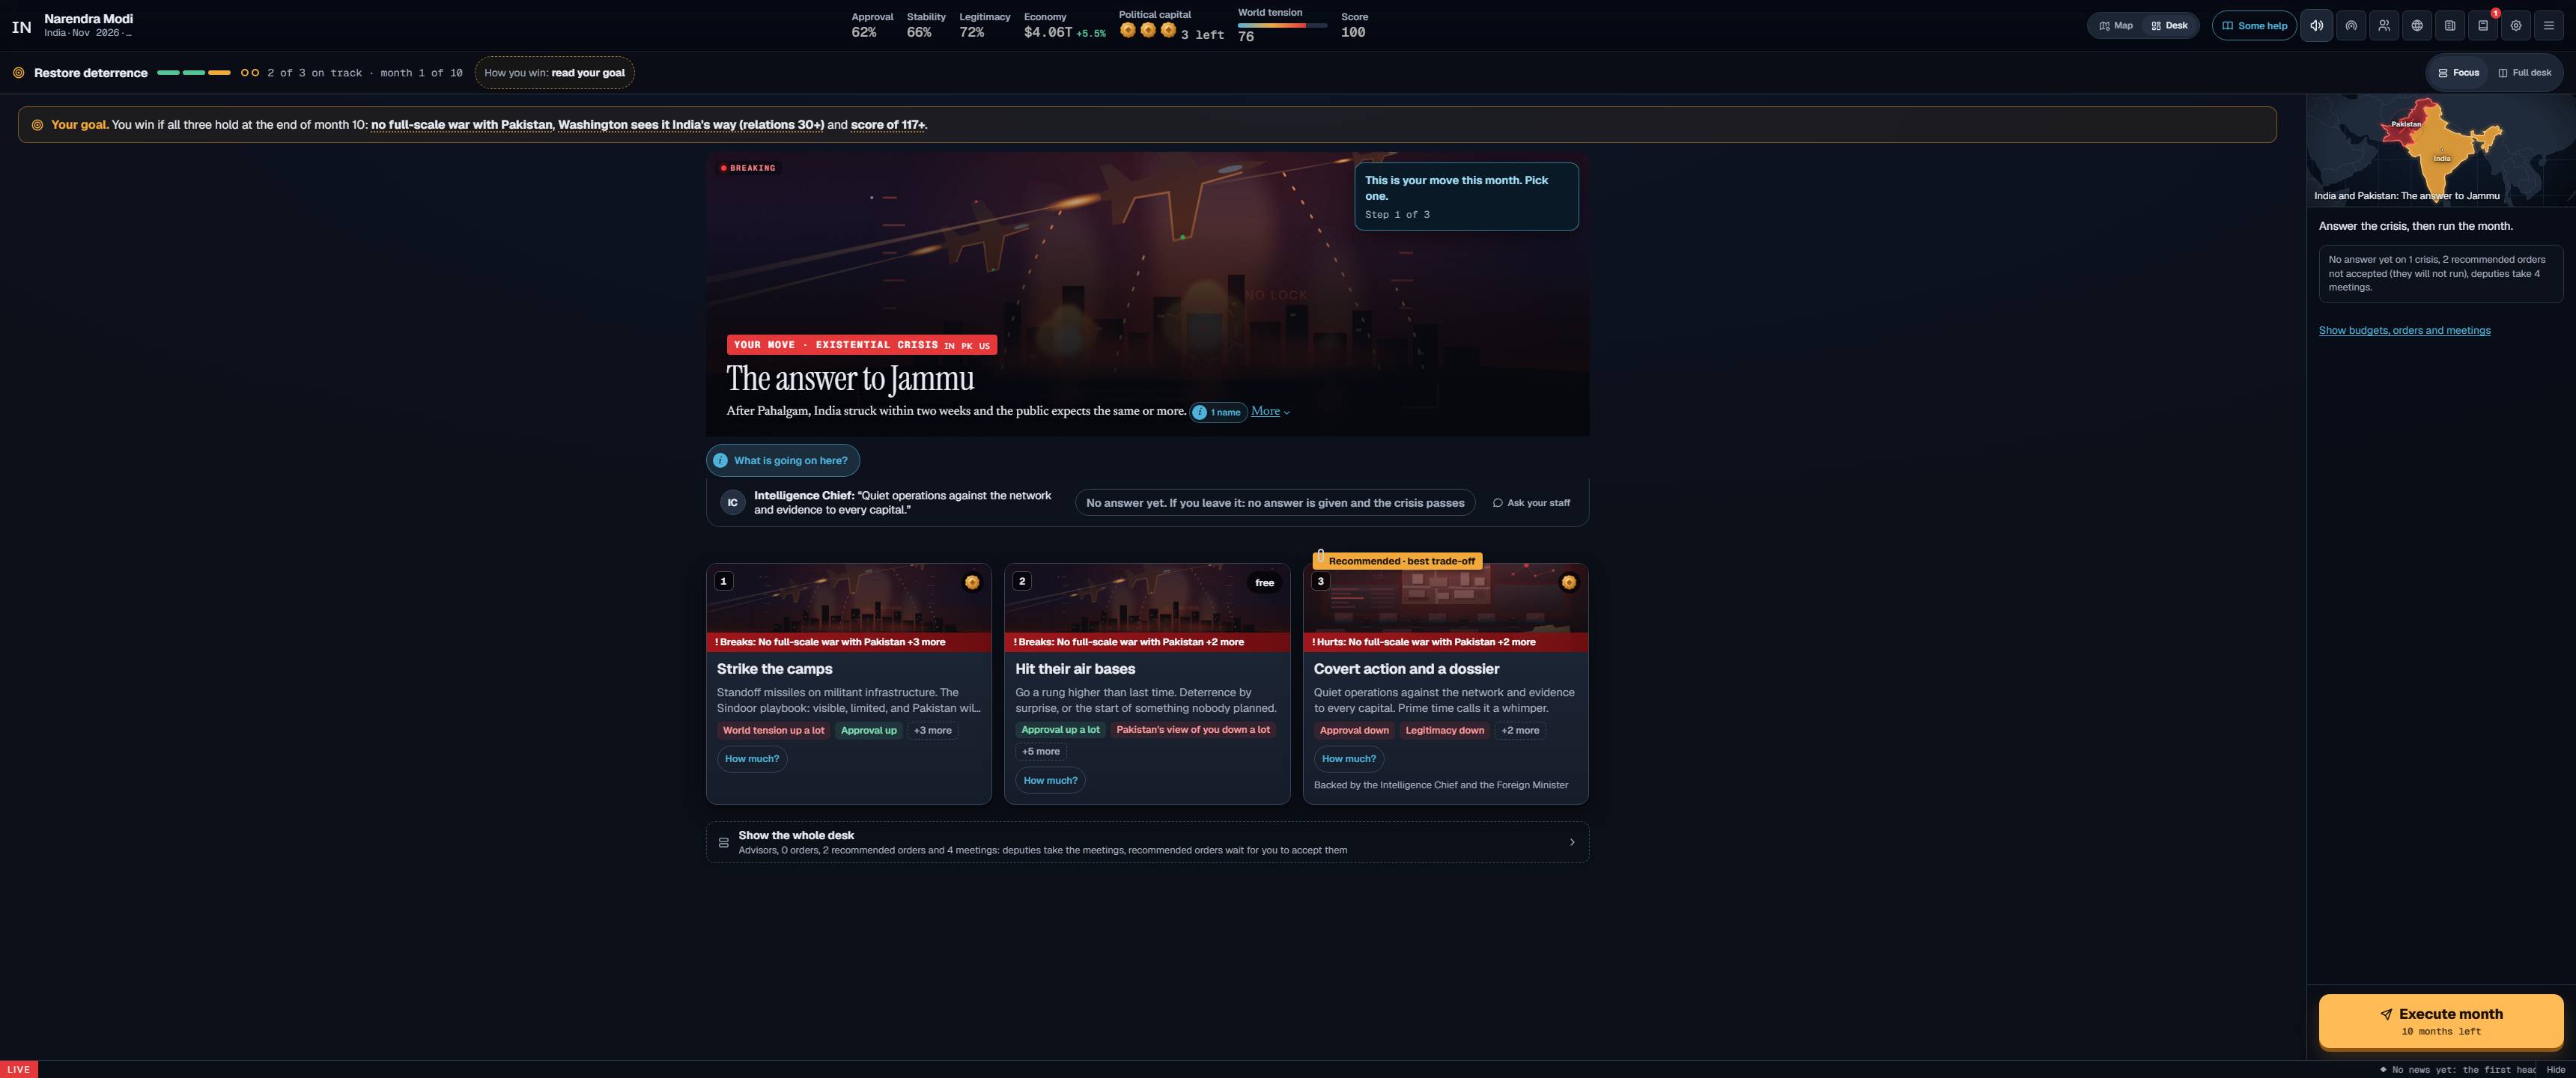 IN
Narendra Modi
India · Nov 2026 · …
Approval
62%
Stability
66%
Legitimacy
72%
Economy
$4.06T +5.5%
Political capital
3 left
World tension
76
Score
100
Map
Desk
Some help
1
Restore deterrence
2 of 3 on track · month 1 of 10
How you win: read your goal
Focus
Full desk
Your goal. You win if all three hold at the end of month 10: no full-scale war with Pakistan, Washington sees it India's way (relations 30+) and score of 117+.
BREAKING
This is your move this month. Pick
one.
Step 1 of 3
NO LOCK
YOUR MOVE · EXISTENTIAL CRISIS IN PK US
The answer to Jammu
After Pahalgam, India struck within two weeks and the public expects the same or more. i 1 name More
i What is going on here?
IC
Intelligence Chief: "Quiet operations against the network
and evidence to every capital."
No answer yet. If you leave it: no answer is given and the crisis passes
Ask your staff
1
! Breaks: No full-scale war with Pakistan +3 more
Strike the camps
Standoff missiles on militant infrastructure. The
Sindoor playbook: visible, limited, and Pakistan wil…
World tension up a lot
Approval up
+3 more
How much?
2
free
! Breaks: No full-scale war with Pakistan +2 more
Hit their air bases
Go a rung higher than last time. Deterrence by
surprise, or the start of something nobody planned.
Approval up a lot
Pakistan's view of you down a lot
+5 more
How much?
Recommended · best trade-off
3
! Hurts: No full-scale war with Pakistan +2 more
Covert action and a dossier
Quiet operations against the network and evidence
to every capital. Prime time calls it a whimper.
Approval down
Legitimacy down
+2 more
How much?
Backed by the Intelligence Chief and the Foreign Minister
Show the whole desk
Advisors, 0 orders, 2 recommended orders and 4 meetings: deputies take the meetings, recommended orders wait for you to accept them
Pakistan
India
India and Pakistan: The answer to Jammu
Answer the crisis, then run the month.
No answer yet on 1 crisis, 2 recommended orders
not accepted (they will not run), deputies take 4
meetings.
Show budgets, orders and meetings
Execute month
10 months left
LIVE
No news yet: the first head
Hide